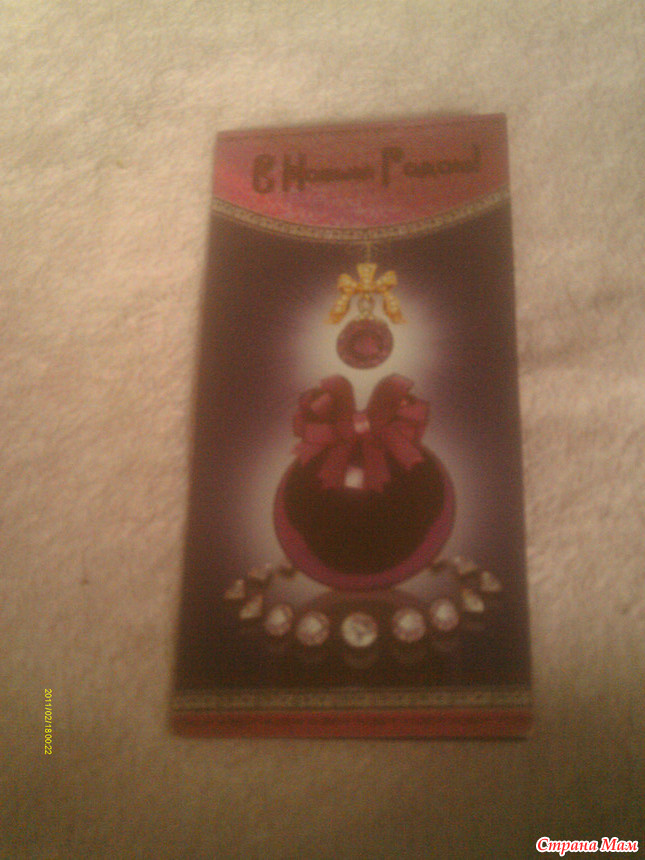 С Новым Годом!
2011/02/18 00:22
Страна Мам